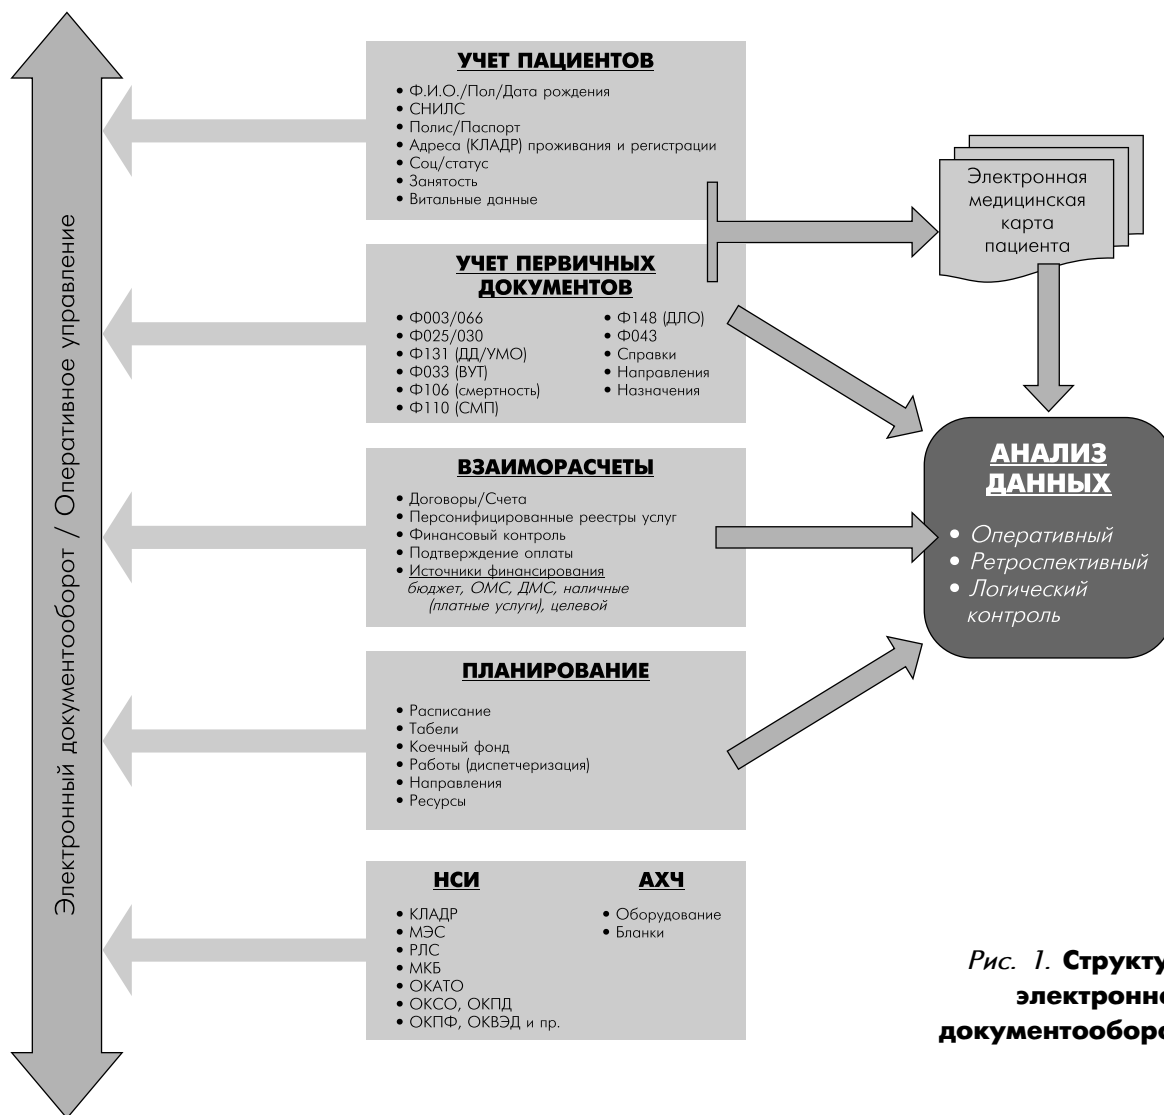 Электронный документооборот / Оперативное управление
УЧЕТ ПАЦИЕНТОВ
• Ф.И.О./Пол/Дата рождения
• СНИЛС
• Полис/Паспорт
• Адреса (КЛАДР) проживания и регистрации
• Соц/статус
• Занятость
• Витальные данные
Электронная
медицинская
карта
пациента
УЧЕТ ПЕРВИЧНЫХ
ДОКУМЕНТОВ
• Ф003/066
• Ф025/030
• Ф131 (ДД/УМО)
• Ф033 (ВУТ)
• Ф106 (смертность)
• Ф110 (СМП)
• Ф148 (ДЛО)
• Ф043
• Справки
• Направления
• Назначения
ВЗАИМОРАСЧЕТЫ
• Договоры/Счета
• Персонифицированные реестры услуг
• Финансовый контроль
• Подтверждение оплаты
• Источники финансирования
бюджет, ОМС, ДМС, наличные
(платные услуги), целевой
АНАЛИЗ
ДАННЫХ
• Оперативный
• Ретроспективный
• Логический
контроль
ПЛАНИРОВАНИЕ
• Расписание
• Табели
• Коечный фонд
• Работы (диспетчеризация)
• Направления
• Ресурсы
НСИ
• КЛАДР
• МЭС
• РЛС
• МКБ
• ОКАТО
• ОКСО, ОКПД
• ОКПФ, ОКВЭД и пр.
АХЧ
• Оборудование
• Бланки
Рис. 1. Структу
электронно
документооборо